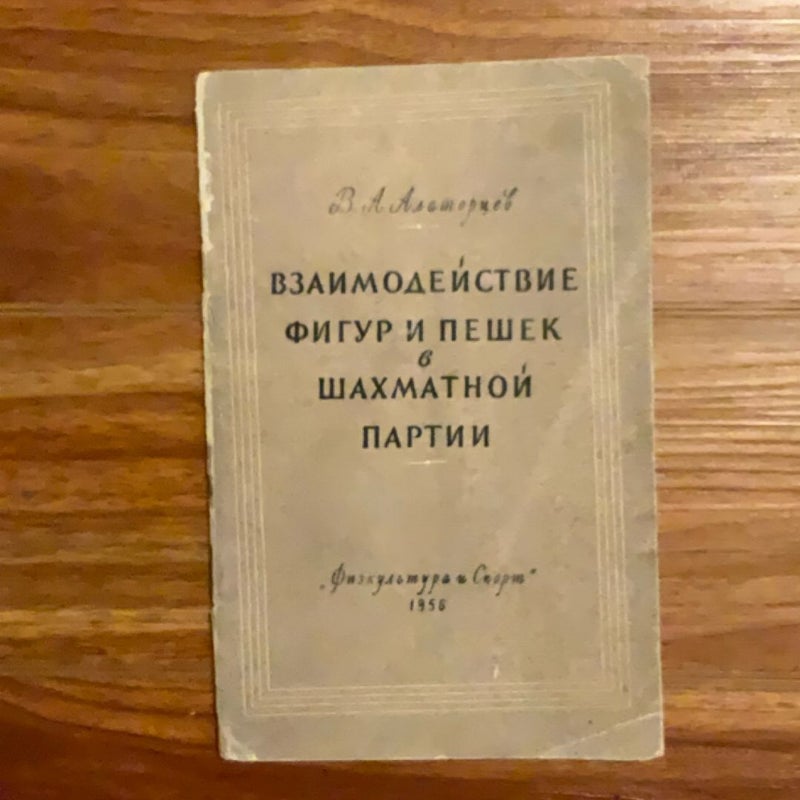 В. А. Алаторцев
ВЗАИМОДЕЙСТВИЕ
ФИГУР И ПЕШЕК
в
ШАХМАТНОЙ
ПАРТИИ
„Физкультура и Спорт“
1956